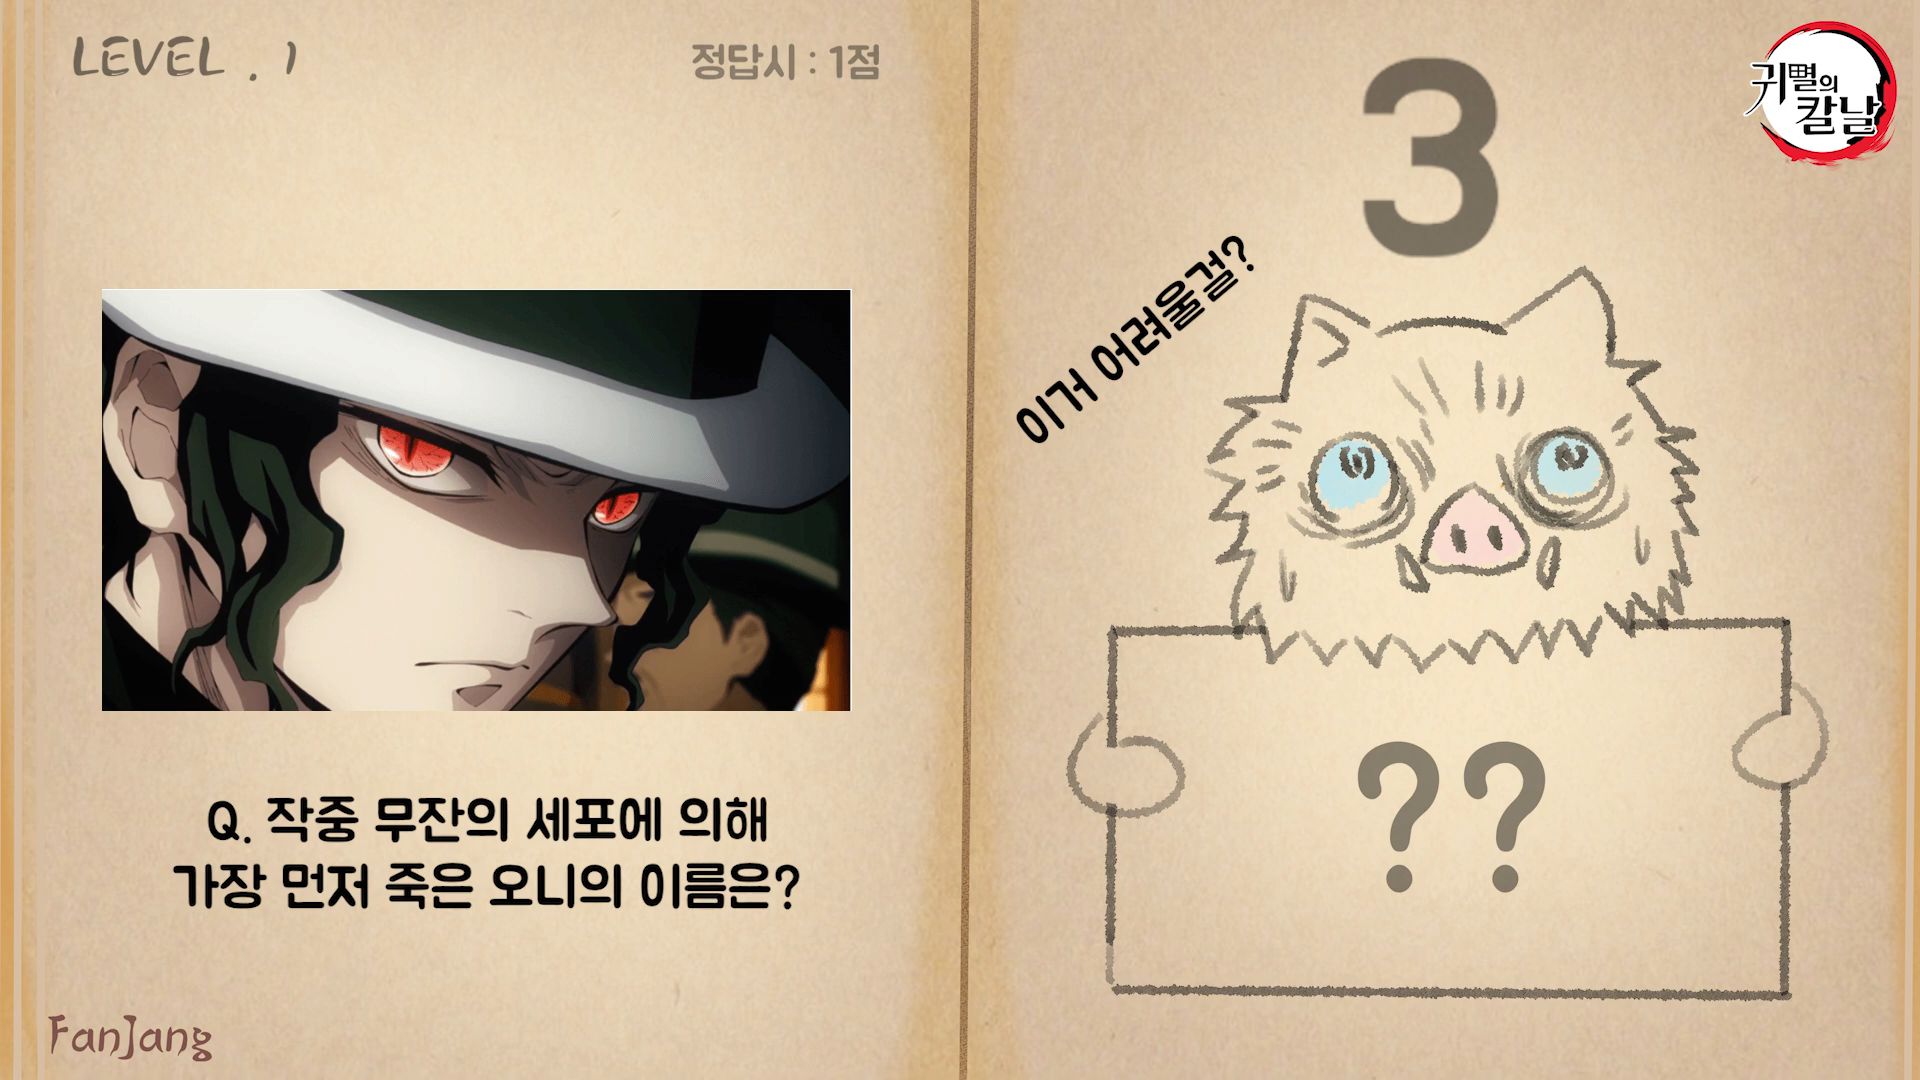 LEVEL . 1
정답시 : 1점
Q. 작중 무잔의 세포에 의해
가장 먼저 죽은 오니의 이름은?
FanJang
3
귀멸의
칼날
이거 어려울걸?
??